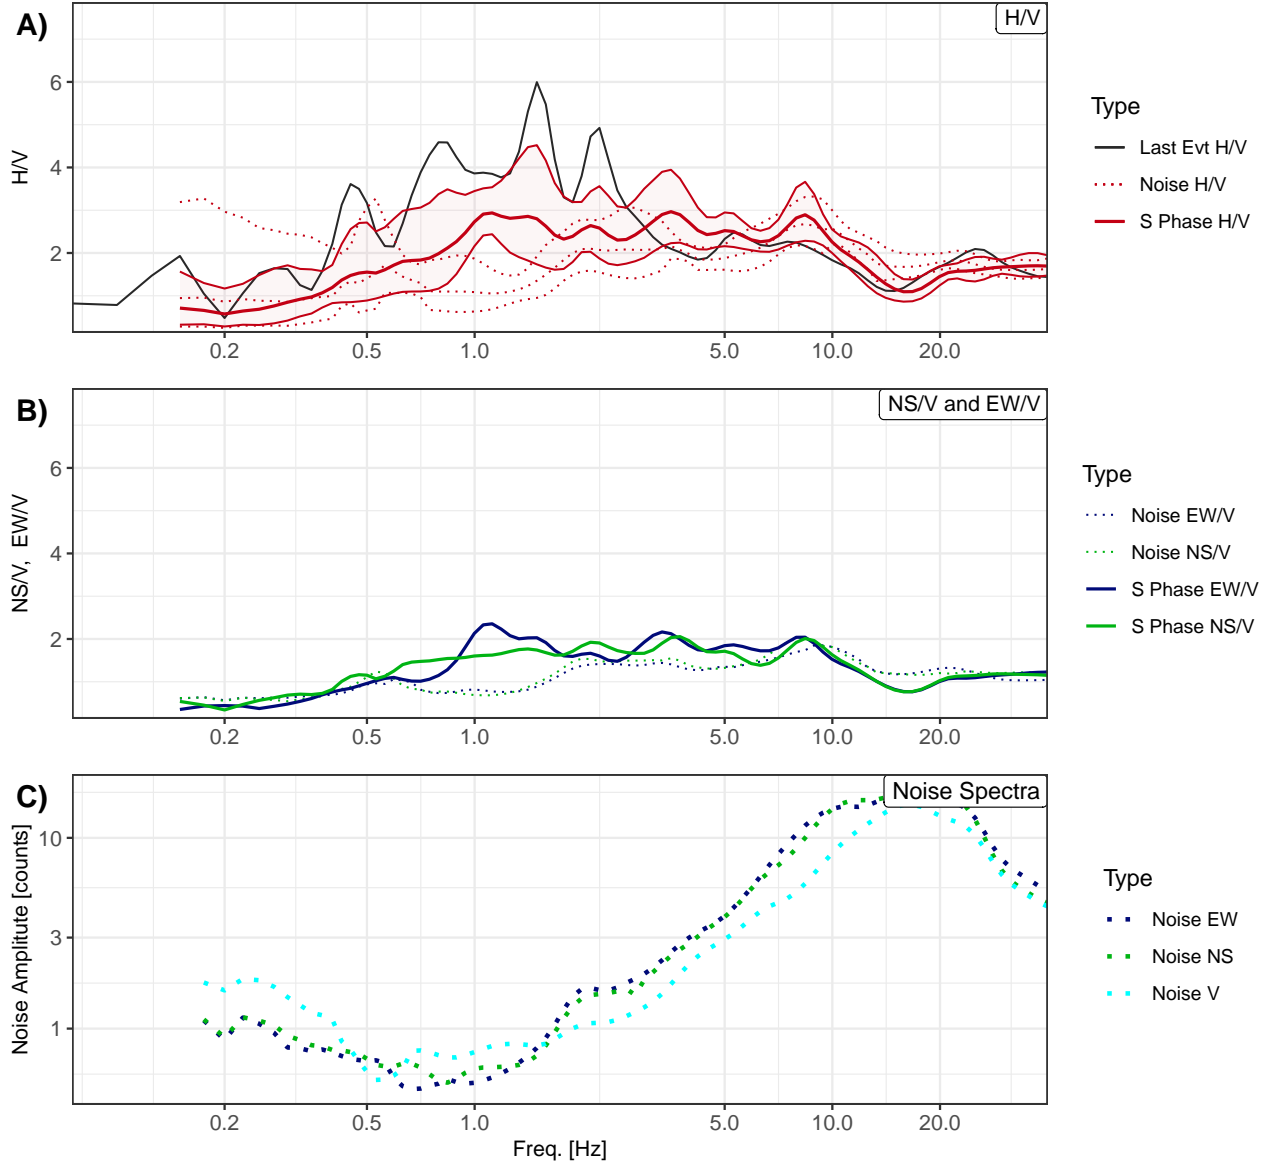 A)
H/V
H/V
6
4
2
0.2 0.5 1.0 5.0 10.0 20.0
Type
Last Evt H/V
Noise H/V
S Phase H/V
B)
NS/V and EW/V
NS/V, EW/V
6
4
2
0.2 0.5 1.0 5.0 10.0 20.0
Type
Noise EW/V
Noise NS/V
S Phase EW/V
S Phase NS/V
C)
Noise Spectra
Noise Amplitude [counts]
10
3
1
0.2 0.5 1.0 5.0 10.0 20.0
Freq. [Hz]
Type
Noise EW
Noise NS
Noise V